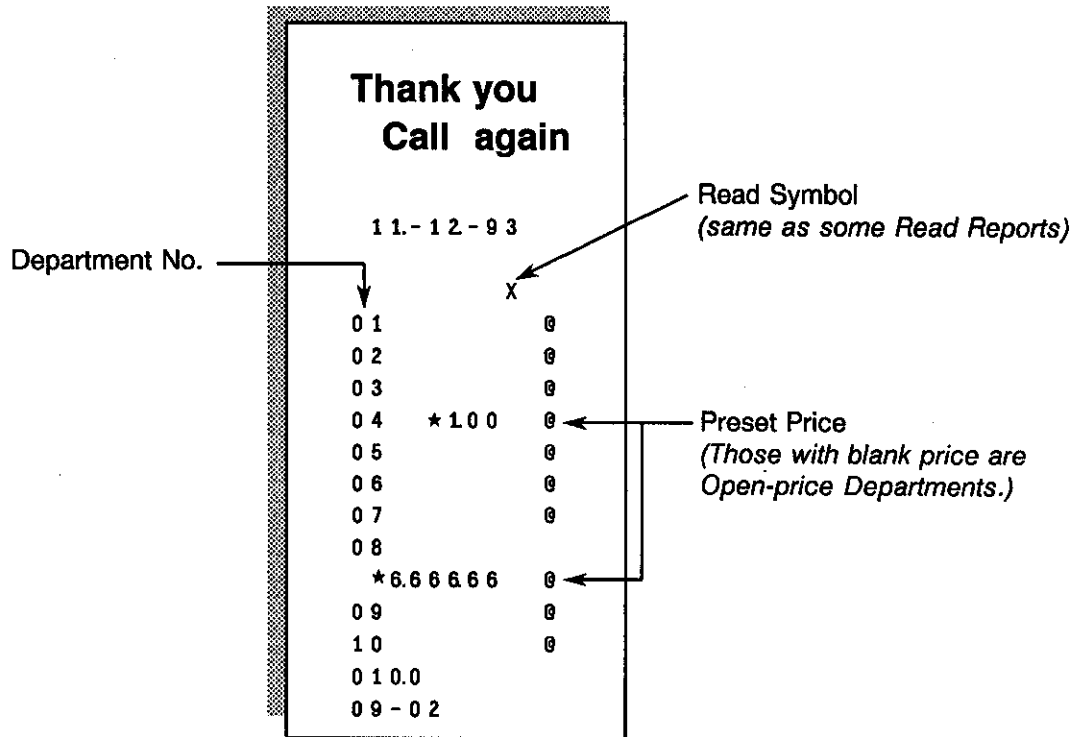 Thank you
Call again
11.-12-93
Read Symbol
(same as some Read Reports)
Department No.
X
01 @
02 @
03 @
04 ★1.00 @
Preset Price
(Those with blank price are
Open-price Departments.)
05 @
06 @
07 @
08
★6.666.66 @
09 @
10 @
010.0
09-02